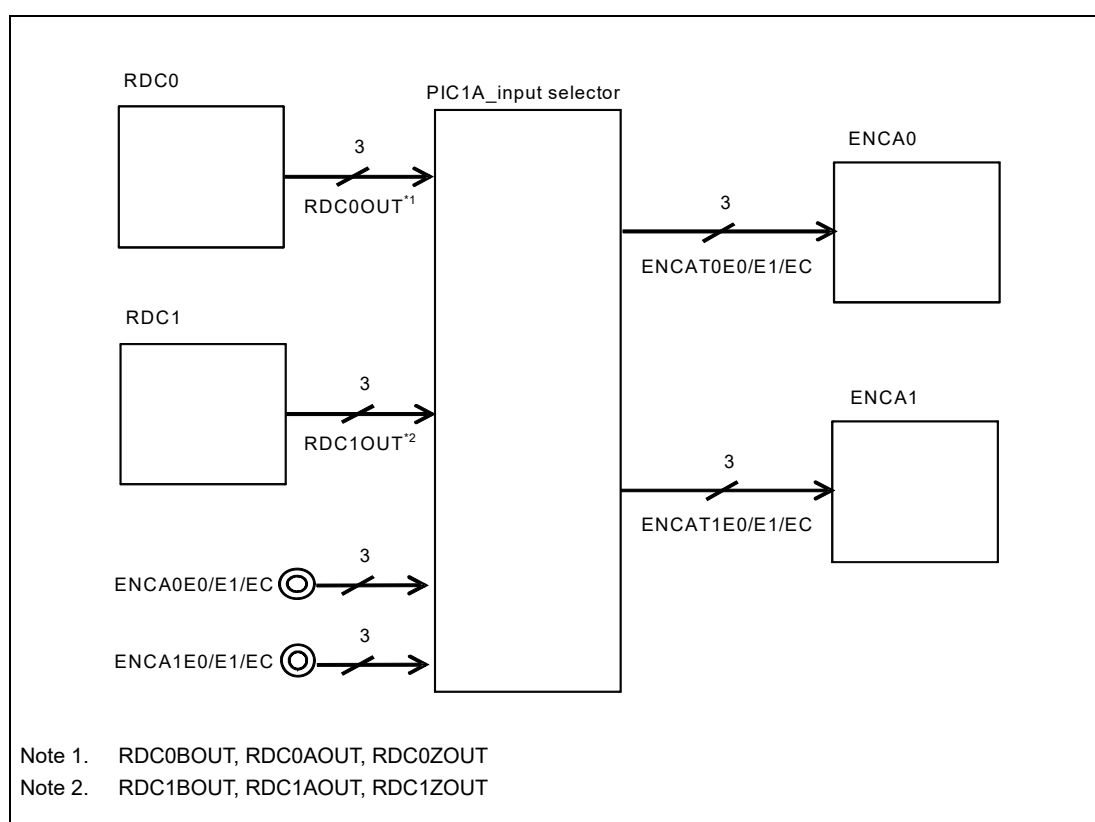 RDC0
PIC1A_input selector
3
RDC0OUT*1
ENCA0
3
ENCAT0E0/E1/EC
RDC1
3
RDC1OUT*2
ENCA1
3
ENCAT1E0/E1/EC
3
ENCA0E0/E1/EC
3
ENCA1E0/E1/EC
Note 1. RDC0BOUT, RDC0AOUT, RDC0ZOUT
Note 2. RDC1BOUT, RDC1AOUT, RDC1ZOUT